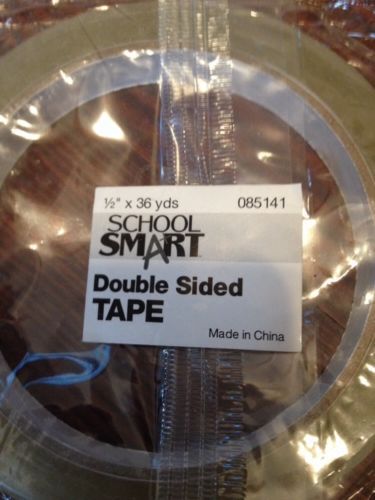 ½" x 36 yds 085141
SCHOOL
SMART
Double Sided
TAPE
Made in China